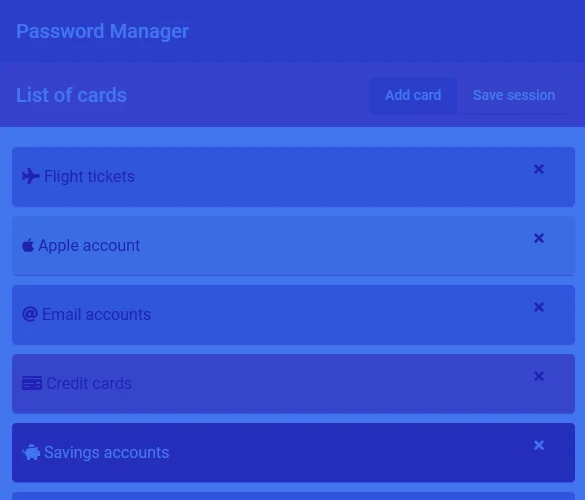 Password Manager
List of cards
Add card Save session
Flight tickets
Apple account
Email accounts
Credit cards
Savings accounts